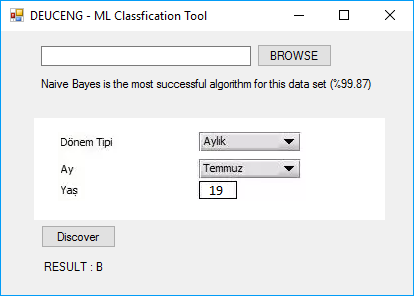 DEUCENG - ML Classfication Tool
BROWSE
Naive Bayes is the most successful algorithm for this data set (%99.87)
Dönem Tipi Aylik
Ay Temmuz
Yaş 19
Discover
RESULT : B